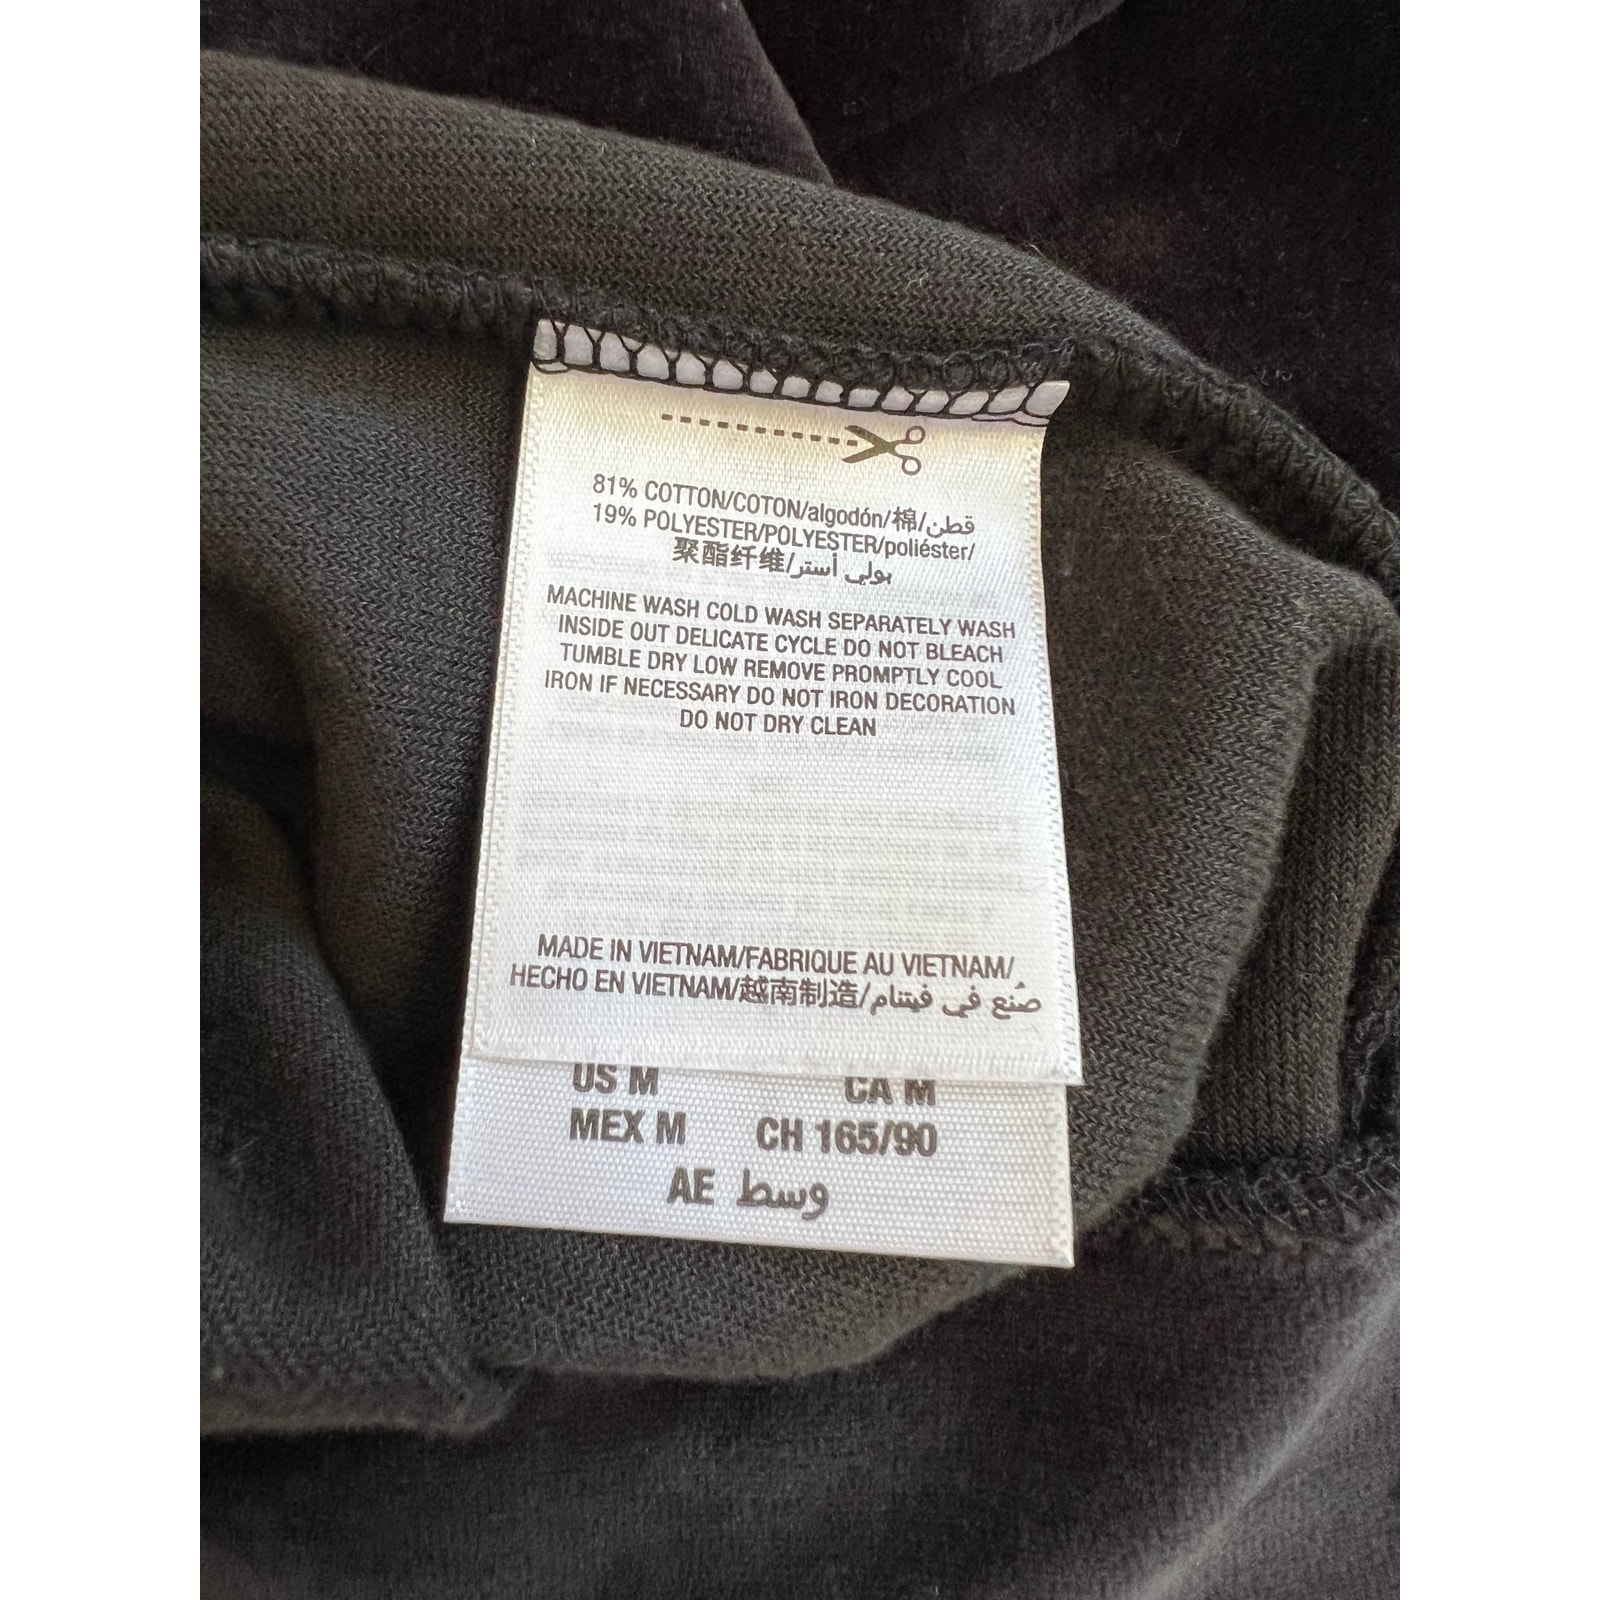 81% COTTON/COTON/algodón/棉/قطن
19% POLYESTER/POLYESTER/poliéster/
聚酯纤维/بولي أستر
MACHINE WASH COLD WASH SEPARATELY WASH
INSIDE OUT DELICATE CYCLE DO NOT BLEACH
TUMBLE DRY LOW REMOVE PROMPTLY COOL
IRON IF NECESSARY DO NOT IRON DECORATION
DO NOT DRY CLEAN
MADE IN VIETNAM/FABRIQUE AU VIETNAM/
HECHO EN VIETNAM/越南制造/صُنع في فيتنام
US M CA M
MEX M CH 165/90
AE وسط